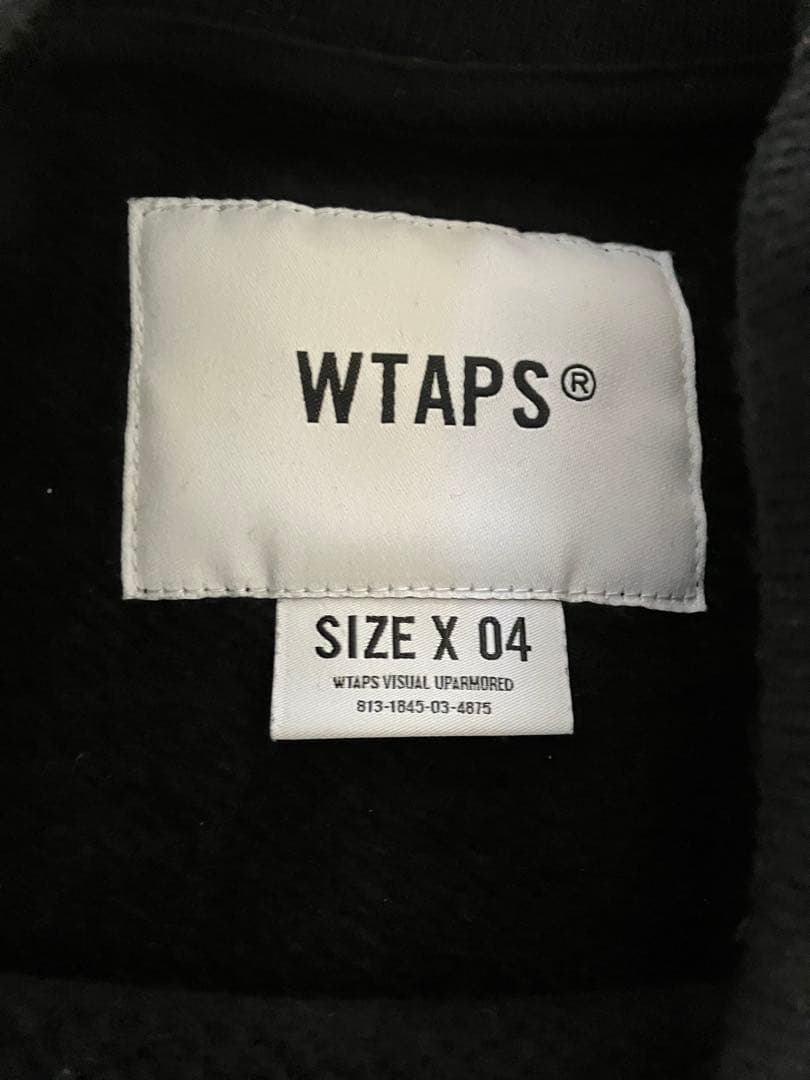 WTAPS®
SIZE X 04
WTAPS VISUAL UPARMORED
813-1845-03-4875